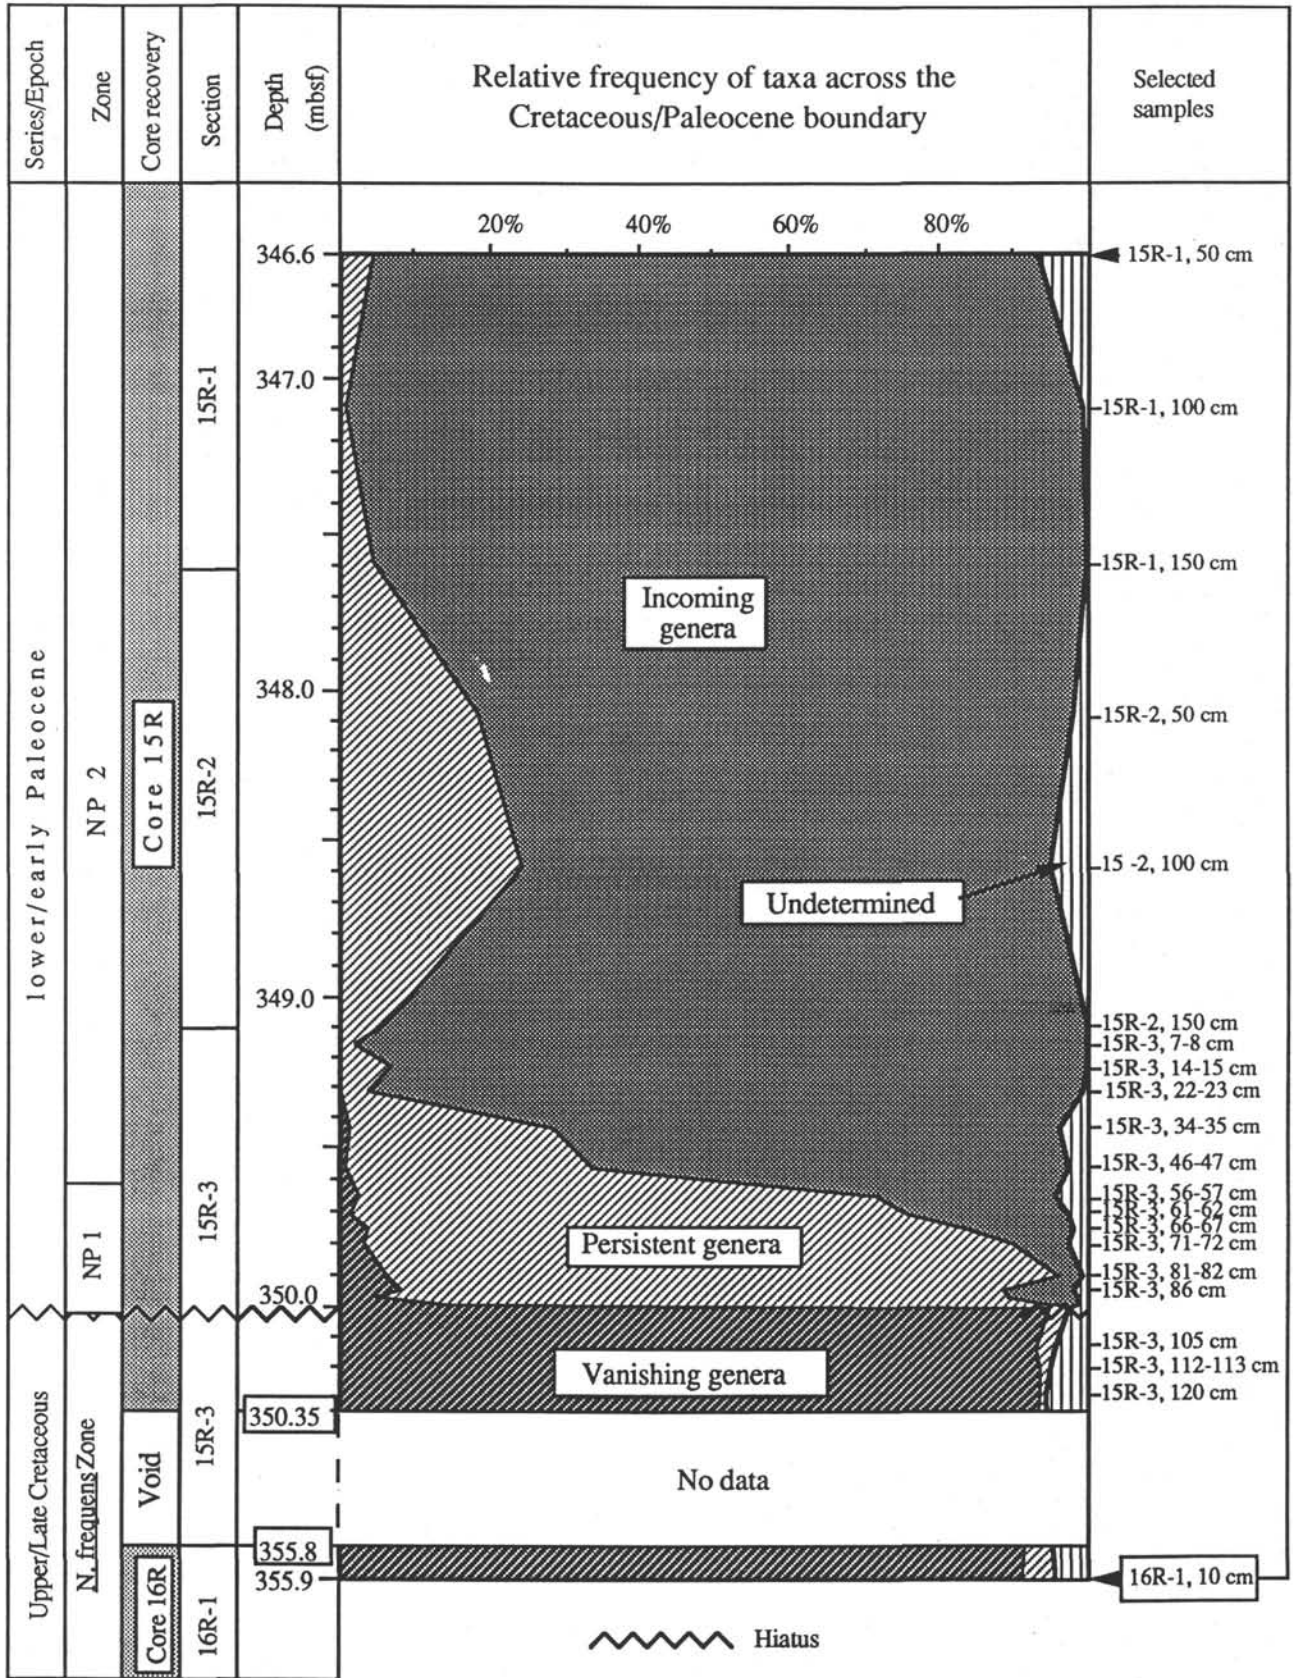 Series/Epoch
Zone
Core recovery
Section
Depth
(mbsf)
Relative frequency of taxa across the
Cretaceous/Paleocene boundary
Selected
samples
20%
40%
60%
80%
346.6
347.0
348.0
349.0
350.0
350.35
355.8
355.9
lower/early Paleocene
Upper/Late Cretaceous
NP 2
NP 1
N. frequens Zone
Core 15R
Void
Core 16R
15R-1
15R-2
15R-3
15R-3
16R-1
Incoming
genera
Undetermined
Persistent genera
Vanishing genera
No data
15R-1, 50 cm
15R-1, 100 cm
15R-1, 150 cm
15R-2, 50 cm
15 -2, 100 cm
15R-2, 150 cm
15R-3, 7-8 cm
15R-3, 14-15 cm
15R-3, 22-23 cm
15R-3, 34-35 cm
15R-3, 46-47 cm
15R-3, 56-57 cm
15R-3, 61-62 cm
15R-3, 66-67 cm
15R-3, 71-72 cm
15R-3, 81-82 cm
15R-3, 86 cm
15R-3, 105 cm
15R-3, 112-113 cm
15R-3, 120 cm
16R-1, 10 cm
Hiatus